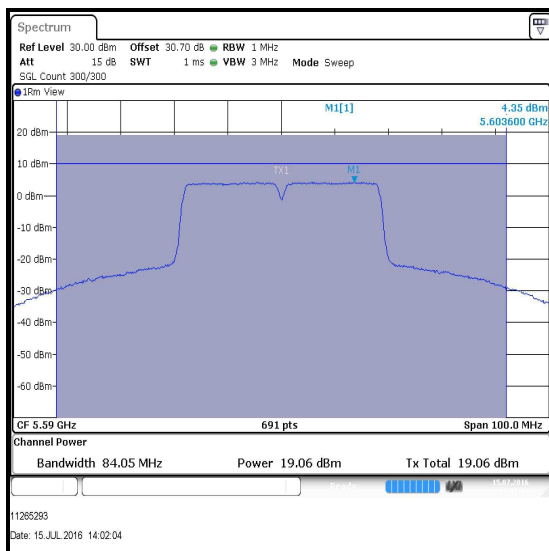 Spectrum
Ref Level 30.00 dBm Offset 30.70 dB RBW 1 MHz
Att 15 dB SWT 1 ms VBW 3 MHz Mode Sweep
SGL Count 300/300
1Rm View
M1[1] 4.35 dBm
5.603600 GHz
20 dBm
10 dBm
TX1 M1
0 dBm
-10 dBm
-20 dBm
-30 dBm
-40 dBm
-50 dBm
-60 dBm
CF 5.59 GHz 691 pts Span 100.0 MHz
Channel Power
Bandwidth 84.05 MHz Power 19.06 dBm Tx Total 19.06 dBm
Ready 15.07.2016
11265293
Date: 15.JUL.2016 14:02:04